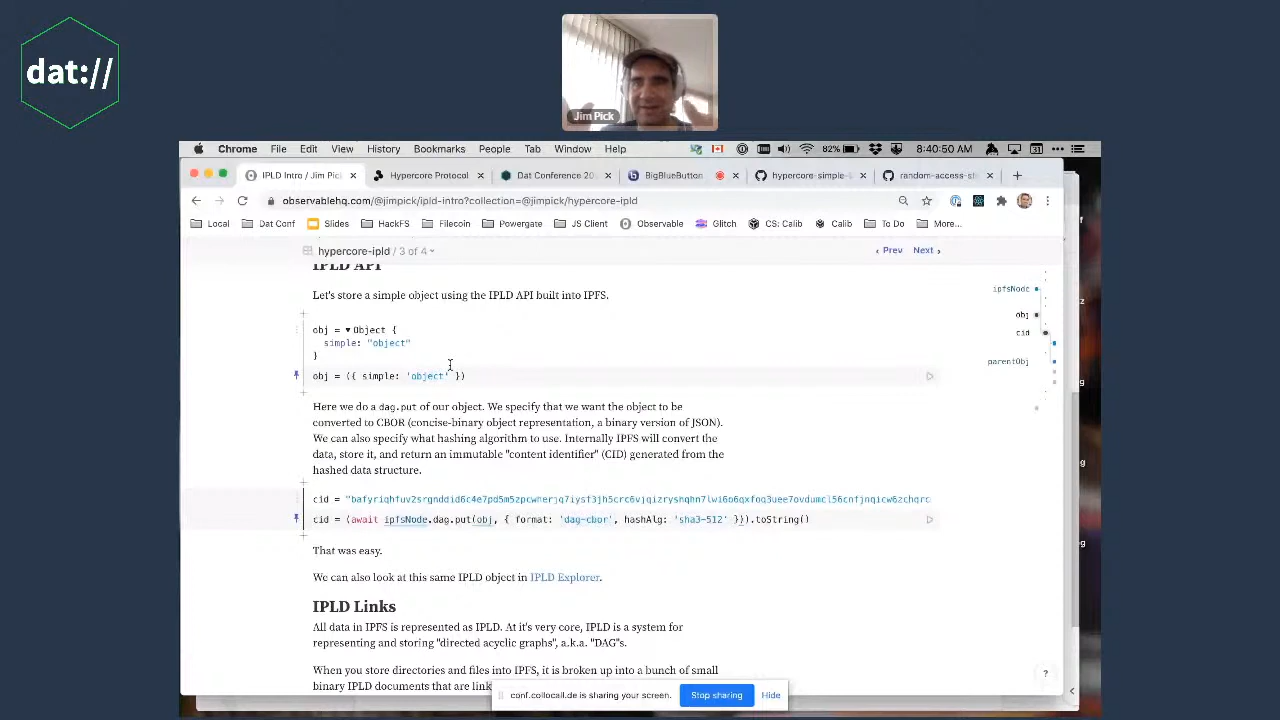 dat://
Jim Pick
Chrome File Edit View History Bookmarks People Tab Window Help 82% 8:40:50 AM
IPLD Intro / Jim Pick Hypercore Protocol Dat Conference 20 BigBlueButton hypercore-simple- random-access-st
observablehq.com/@jimpick/ipld-intro?collection=@jimpick/hypercore-ipld
Local Dat Conf Slides HackFS Filecoin Powergate JS Client Observable Glitch CS: Calib Calib To Do More...
hypercore-ipld / 3 of 4 Prev Next
IPLD API
Let's store a simple object using the IPLD API built into IPFS.
ipfsNode
obj
cid
parentObj
obj = ▾ Object {
simple: "object"
}
obj = ({ simple: 'object' })
Here we do a dag.put of our object. We specify that we want the object to be
converted to CBOR (concise-binary object representation, a binary version of JSON).
We can also specify what hashing algorithm to use. Internally IPFS will convert the
data, store it, and return an immutable "content identifier" (CID) generated from the
hashed data structure.
cid =
cid = (await ipfsNode.dag.put(obj, { format: 'dag-cbor', hashAlg: 'sha3-512' })).toString()
That was easy.
We can also look at this same IPLD object in IPLD Explorer.
IPLD Links
All data in IPFS is represented as IPLD. At it's very core, IPLD is a system for
representing and storing "directed acyclic graphs", a.k.a. "DAG"s.
When you store directories and files into IPFS, it is broken up into a bunch of small
binary IPLD documents that are link
?
conf.collocall.de is sharing your screen. Stop sharing Hide